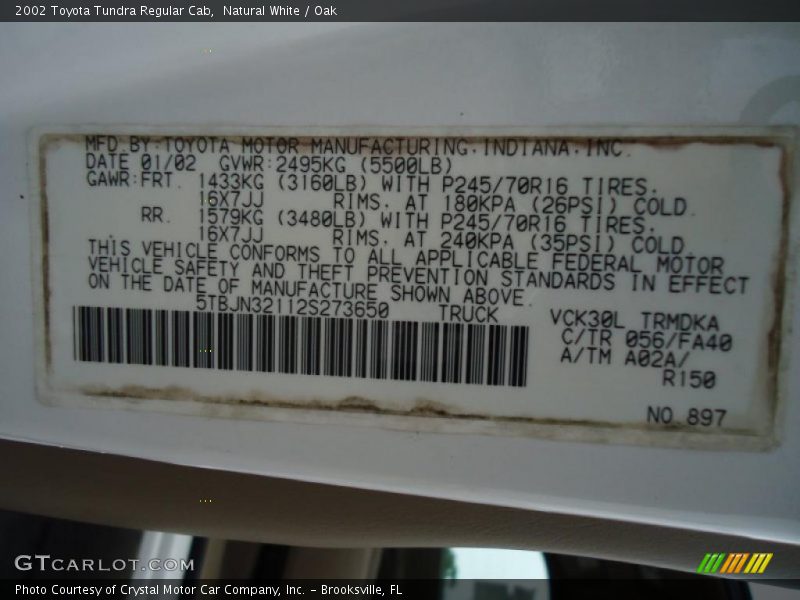 2002 Toyota Tundra Regular Cab, Natural White / Oak
MFD.BY:TOYOTA MOTOR MANUFACTURING.INDIANA.INC.
DATE 01/02 GVWR:2495KG (5500LB)
GAWR:FRT. 1433KG (3160LB) WITH P245/70R16 TIRES.
16X7JJ RIMS. AT 180KPA (26PSI) COLD.
RR. 1579KG (3480LB) WITH P245/70R16 TIRES.
16X7JJ RIMS. AT 240KPA (35PSI) COLD.
THIS VEHICLE CONFORMS TO ALL APPLICABLE FEDERAL MOTOR
VEHICLE SAFETY AND THEFT PREVENTION STANDARDS IN EFFECT
ON THE DATE OF MANUFACTURE SHOWN ABOVE.
5TBJN32112S273650 TRUCK
VCK30L TRMDKA
C/TR 056/FA40
A/TM A02A/
R150
NO.897
GTcarlot.com
Photo Courtesy of Crystal Motor Car Company, Inc. – Brooksville, FL